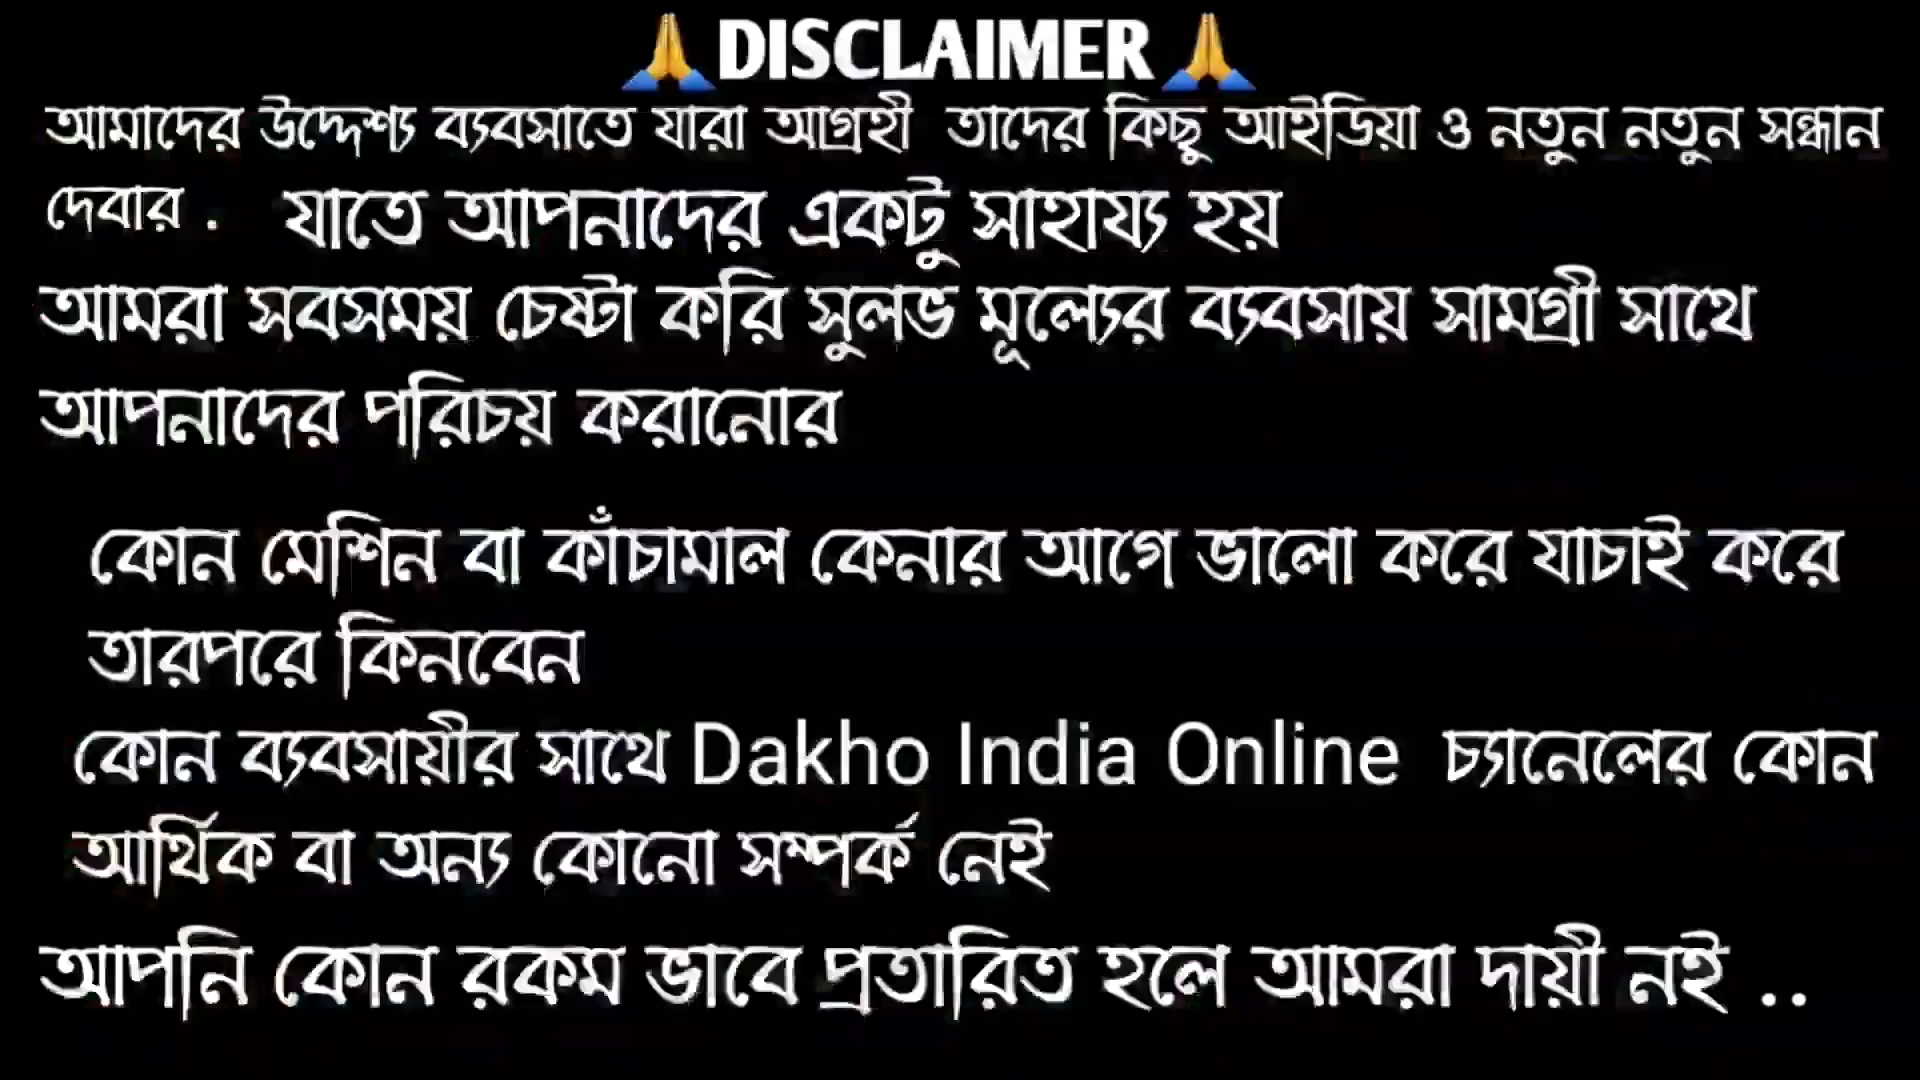 🙏DISCLAIMER🙏
আমাদের উদ্দেশ্য ব্যবসাতে যারা আগ্রহী তাদের কিছু আইডিয়া ও নতুন নতুন সন্ধান
দেবার . যাতে আপনাদের একটু সাহায্য হয়
আমরা সবসময় চেষ্টা করি সুলভ মূল্যের ব্যবসায় সামগ্রী সাথে
আপনাদের পরিচয় করানোর
কোন মেশিন বা কাঁচামাল কেনার আগে ভালো করে যাচাই করে
তারপরে কিনবেন
কোন ব্যবসায়ীর সাথে Dakho India Online চ্যানেলের কোন
আর্থিক বা অন্য কোনো সম্পর্ক নেই
আপনি কোন রকম ভাবে প্রতারিত হলে আমরা দায়ী নই ..